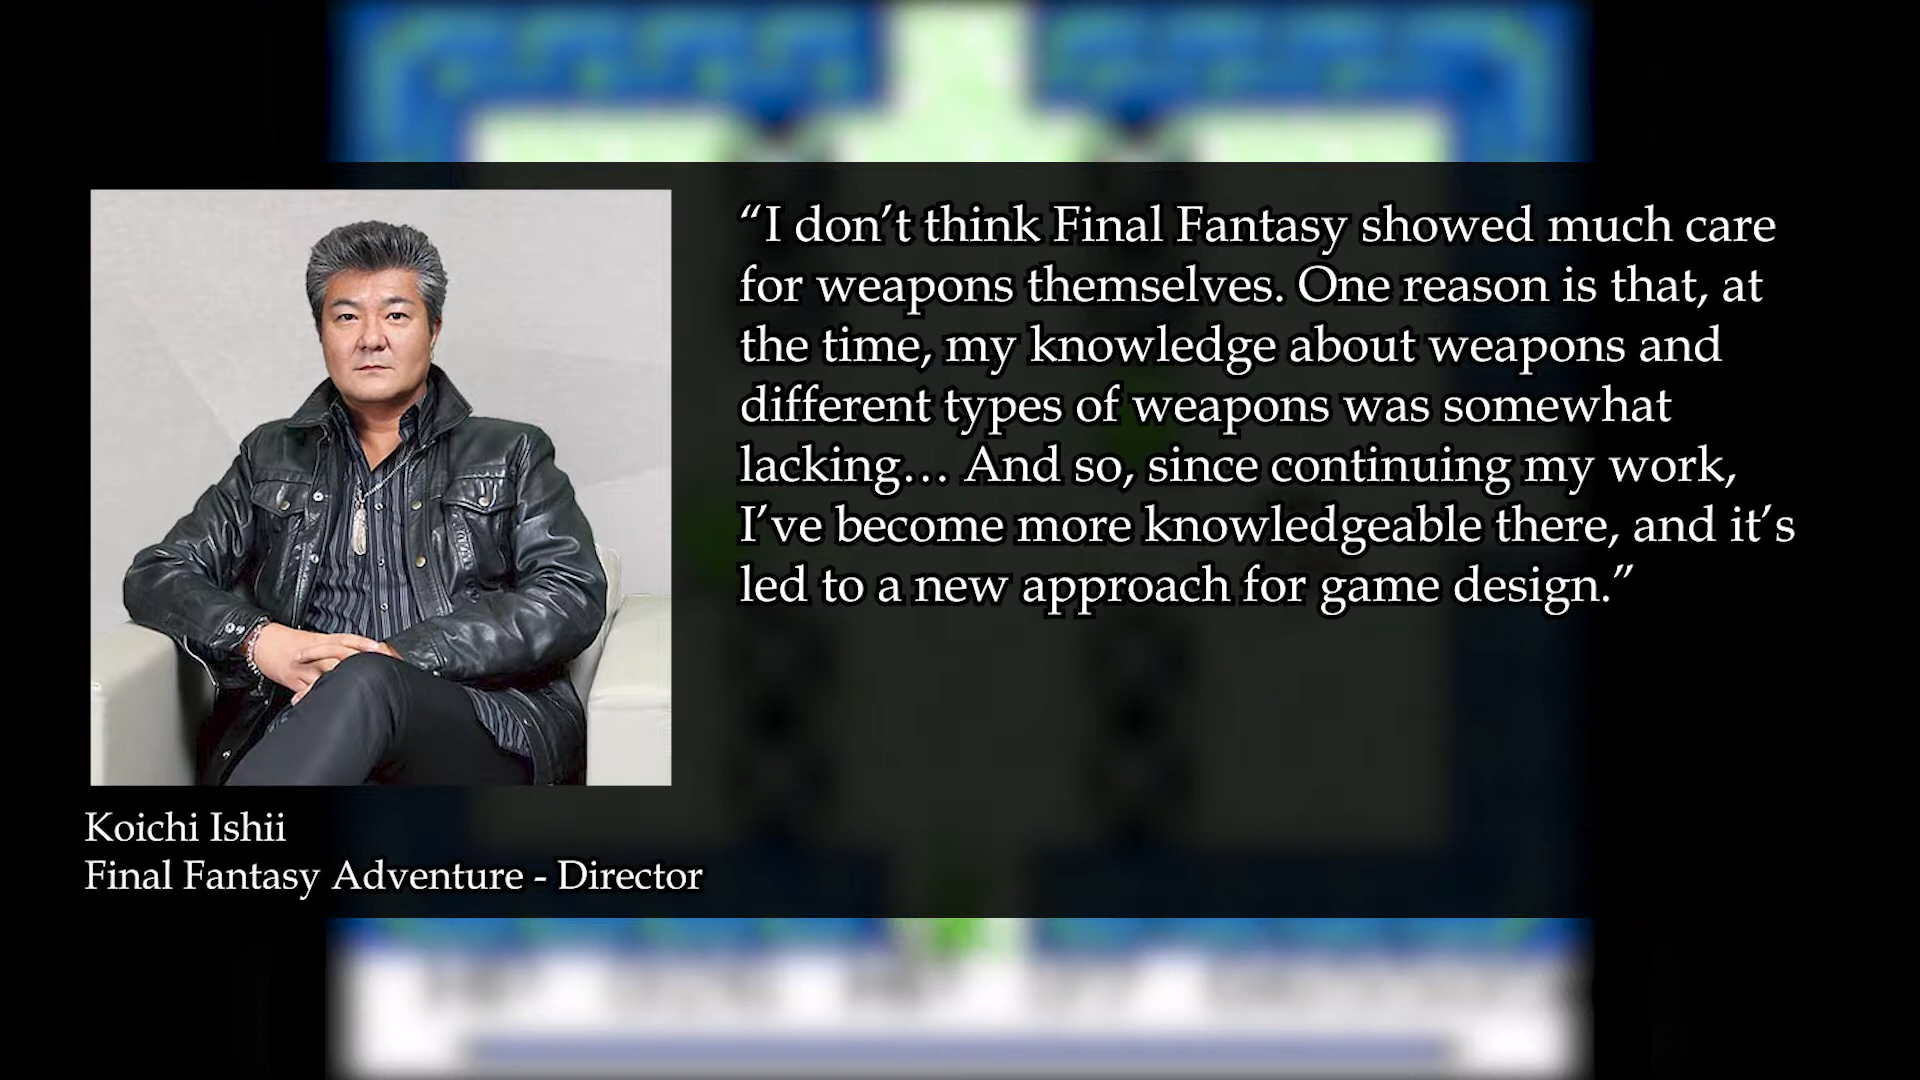 “I don’t think Final Fantasy showed much care
for weapons themselves. One reason is that, at
the time, my knowledge about weapons and
different types of weapons was somewhat
lacking… And so, since continuing my work,
I’ve become more knowledgeable there, and it’s
led to a new approach for game design.”
Koichi Ishii
Final Fantasy Adventure - Director